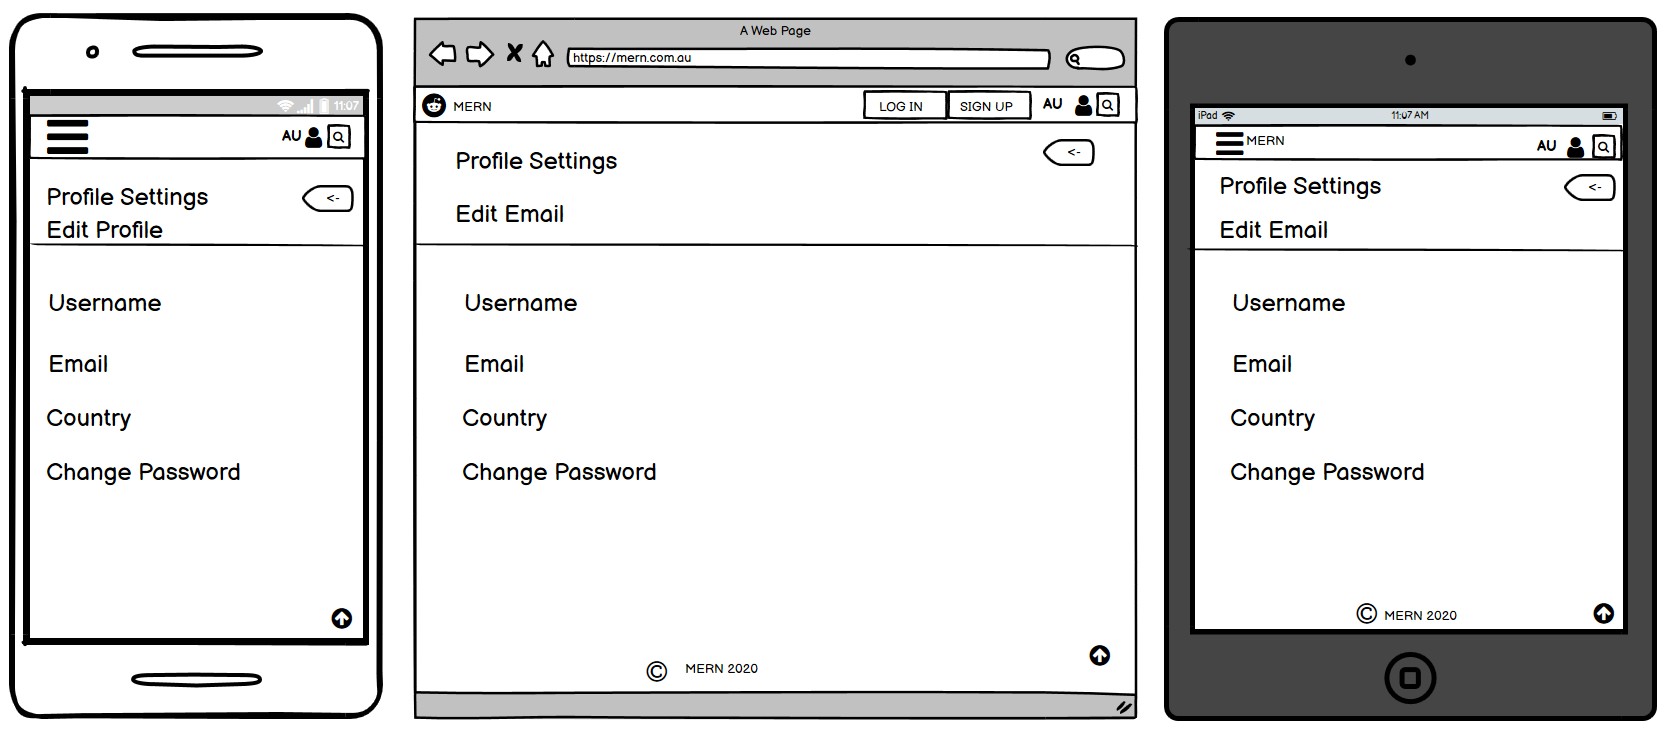 11:07
AU
Profile Settings
<-
Edit Profile
Username
Email
Country
Change Password
A Web Page
https://mern.com.au
MERN
LOG IN
SIGN UP
AU
Profile Settings
<-
Edit Email
Username
Email
Country
Change Password
© MERN 2020
iPad
11:07 AM
MERN
AU
Profile Settings
<-
Edit Email
Username
Email
Country
Change Password
© MERN 2020